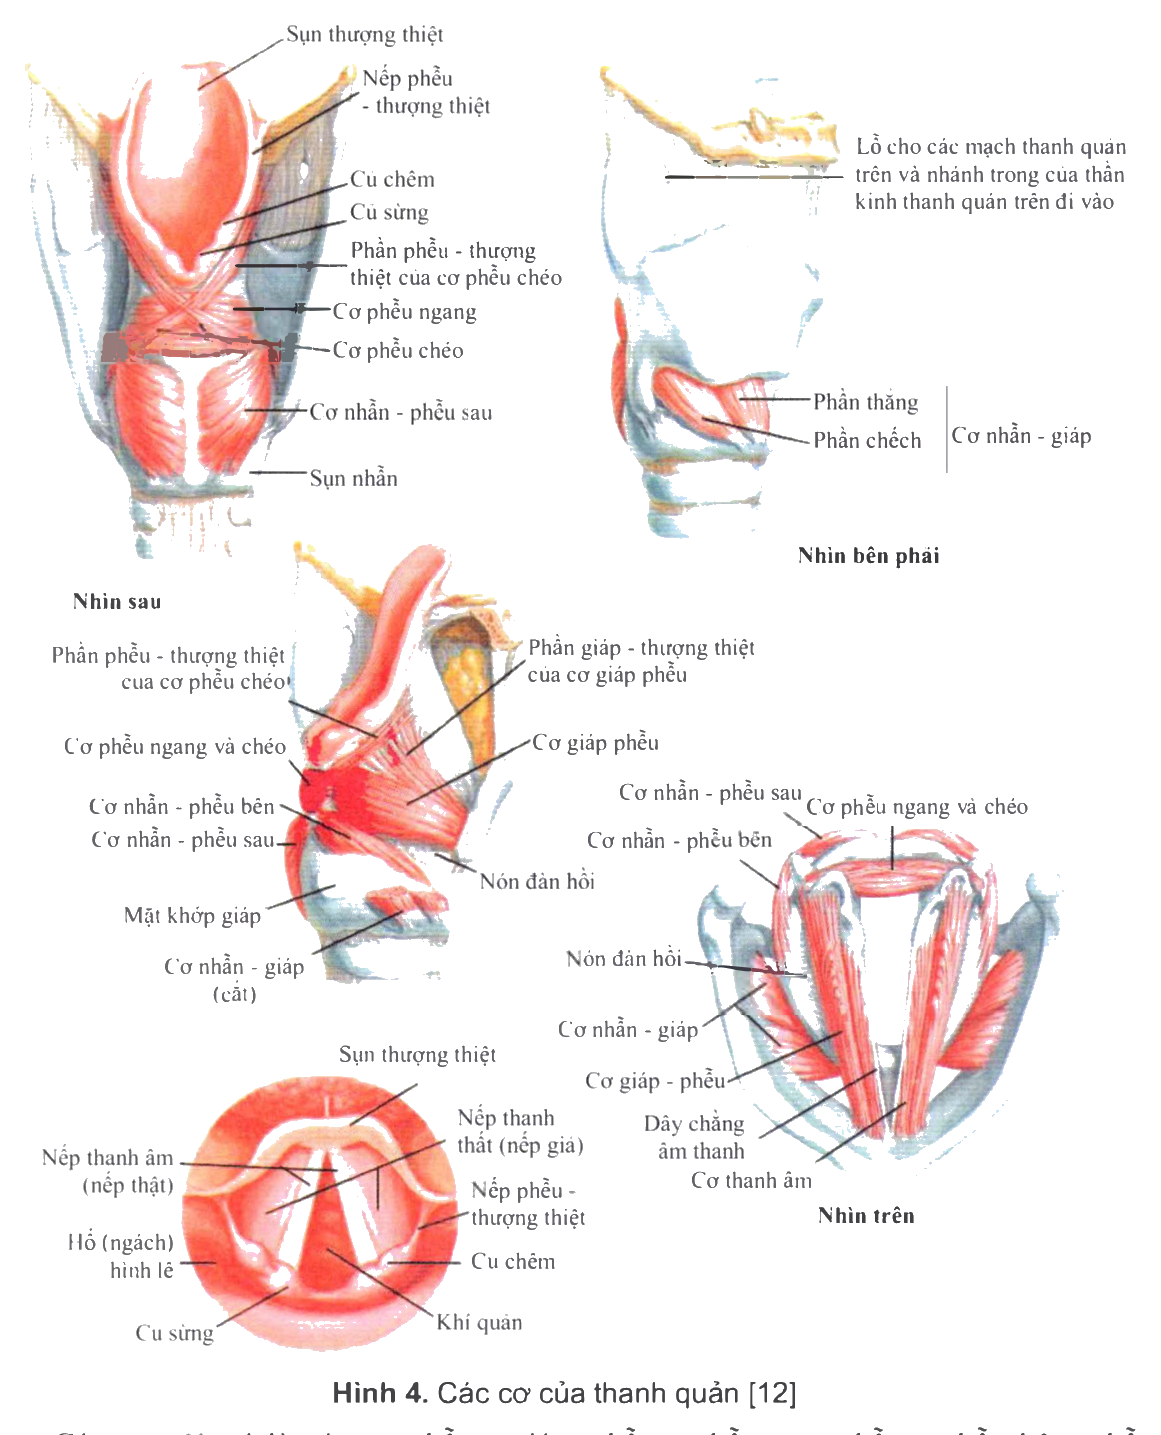 Sụn thượng thiệt
Nếp phễu
- thượng thiệt
Củ chêm
Củ sừng
Phần phễu - thượng
thiệt của cơ phễu chéo
Cơ phễu ngang
Cơ phễu chéo
Cơ nhẫn - phễu sau
Sụn nhẫn
Nhìn sau
Lỗ cho các mạch thanh quản
trên và nhánh trong của thần
kinh thanh quản trên đi vào
Phần thẳng
Phần chếch
Cơ nhẫn - giáp
Nhìn bên phải
Phần phễu - thượng thiệt
của cơ phễu chéo
Cơ phễu ngang và chéo
Cơ nhẫn - phễu bên
Cơ nhẫn - phễu sau
Mặt khớp giáp
Cơ nhẫn - giáp
(cắt)
Phần giáp - thượng thiệt
của cơ giáp phễu
Cơ giáp phễu
Nón đàn hồi
Cơ nhẫn - phễu sau
Cơ phễu ngang và chéo
Cơ nhẫn - phễu bên
Nón đàn hồi
Cơ nhẫn - giáp
Cơ giáp - phễu
Dây chằng
âm thanh
Cơ thanh âm
Nhìn trên
Sụn thượng thiệt
Nếp thanh
thất (nếp giả)
Nếp thanh âm
(nếp thật)
Nếp phễu -
thượng thiệt
Hố (ngách)
hình lê
Cu chêm
Cu sừng
Khí quản
Hình 4. Các cơ của thanh quản [12]